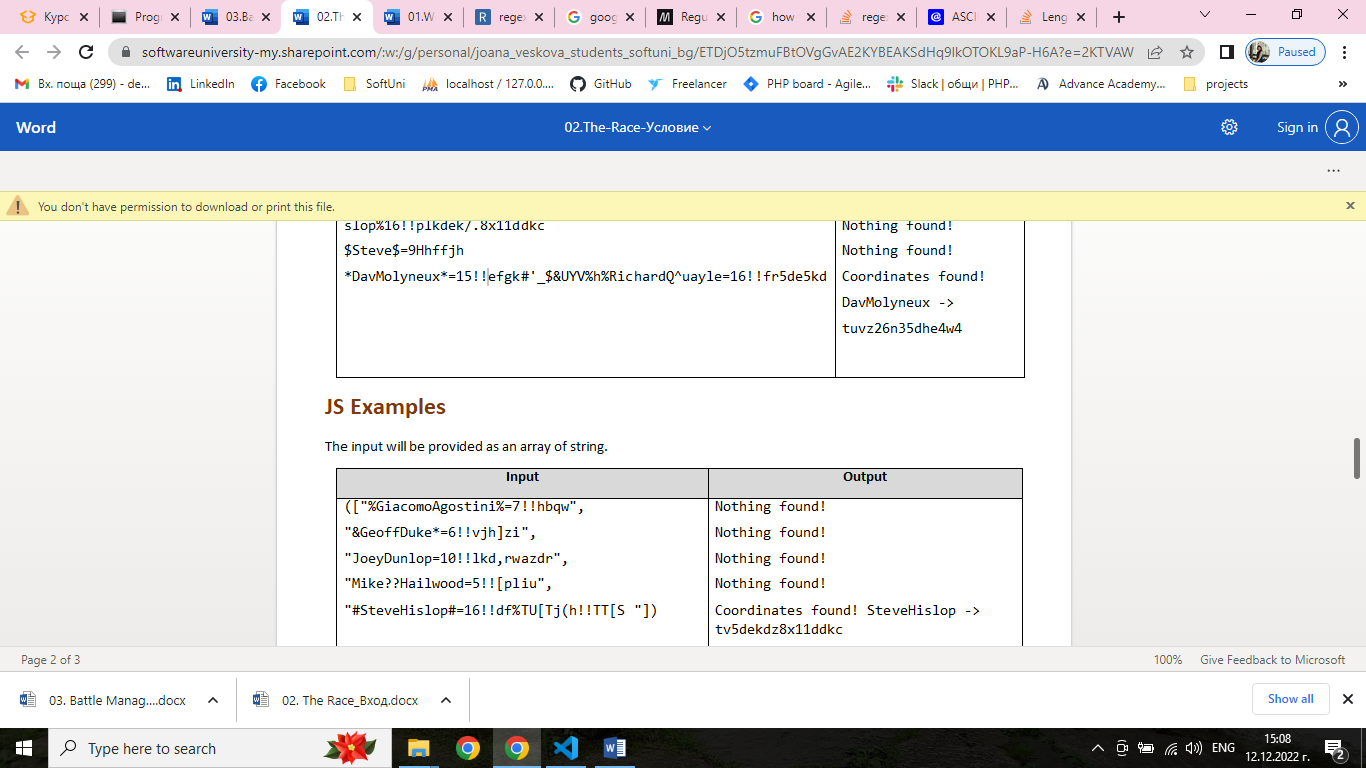 Курс
Progr
03.Ba
02.Th
01.W
regex
goog
Regu
how
regex
ASCI
Leng
softwareuniversity-my.sharepoint.com/:w:/g/personal/joana_veskova_students_softuni_bg/ETDjO5tzmuFBtOVgGvAE2KYBEAKSdHq9IkOTOKL9aP-H6A?e=2KTVAW
Paused
Вх. поща (299) - de...
LinkedIn
Facebook
SoftUni
localhost / 127.0.0....
GitHub
Freelancer
PHP board - Agile...
Slack | общи | PHP...
Advance Academy...
projects
»
Word
02.The-Race-Условие
Sign in
...
You don't have permission to download or print this file.
slop%16!!plkdek/.8x11ddkc
$Steve$=9Hhffjh
*DavMolyneux*=15!!efgk#'_$&UYV%h%RichardQ^uayle=16!!fr5de5kd
Nothing found!
Nothing found!
Coordinates found!
DavMolyneux ->
tuvz26n35dhe4w4
JS Examples
The input will be provided as an array of string.
Input
Output
(["%GiacomoAgostini%=7!!hbqw",
Nothing found!
"&GeoffDuke*=6!!vjh]zi",
Nothing found!
"JoeyDunlop=10!!lkd,rwazdr",
Nothing found!
"Mike??Hailwood=5!![pliu",
Nothing found!
"#SteveHislop#=16!!df%TU[Tj(h!!TT[S "])
Coordinates found! SteveHislop ->
tv5dekdz8x11ddkc
Page 2 of 3
100%
Give Feedback to Microsoft
03. Battle Manag....docx
02. The Race_Вход.docx
Show all
Type here to search
ENG
15:08
12.12.2022 г.
2